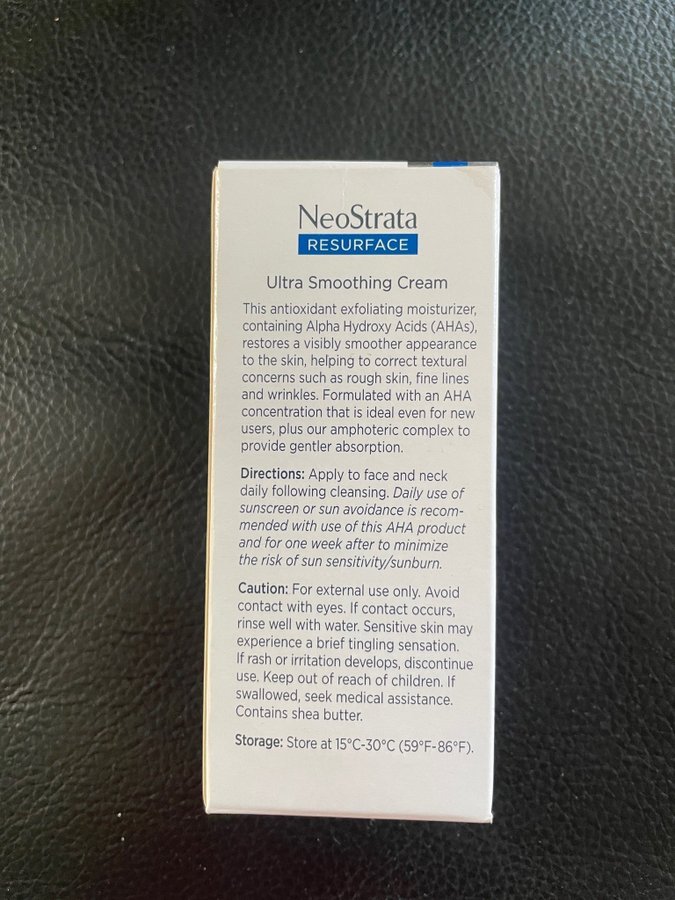 NeoStrata
RESURFACE
Ultra Smoothing Cream
This antioxidant exfoliating moisturizer,
containing Alpha Hydroxy Acids (AHAs),
restores a visibly smoother appearance
to the skin, helping to correct textural
concerns such as rough skin, fine lines
and wrinkles. Formulated with an AHA
concentration that is ideal even for new
users, plus our amphoteric complex to
provide gentler absorption.
Directions: Apply to face and neck
daily following cleansing. Daily use of
sunscreen or sun avoidance is recom-
mended with use of this AHA product
and for one week after to minimize
the risk of sun sensitivity/sunburn.
Caution: For external use only. Avoid
contact with eyes. If contact occurs,
rinse well with water. Sensitive skin may
experience a brief tingling sensation.
If rash or irritation develops, discontinue
use. Keep out of reach of children. If
swallowed, seek medical assistance.
Contains shea butter.
Storage: Store at 15°C-30°C (59°F-86°F).